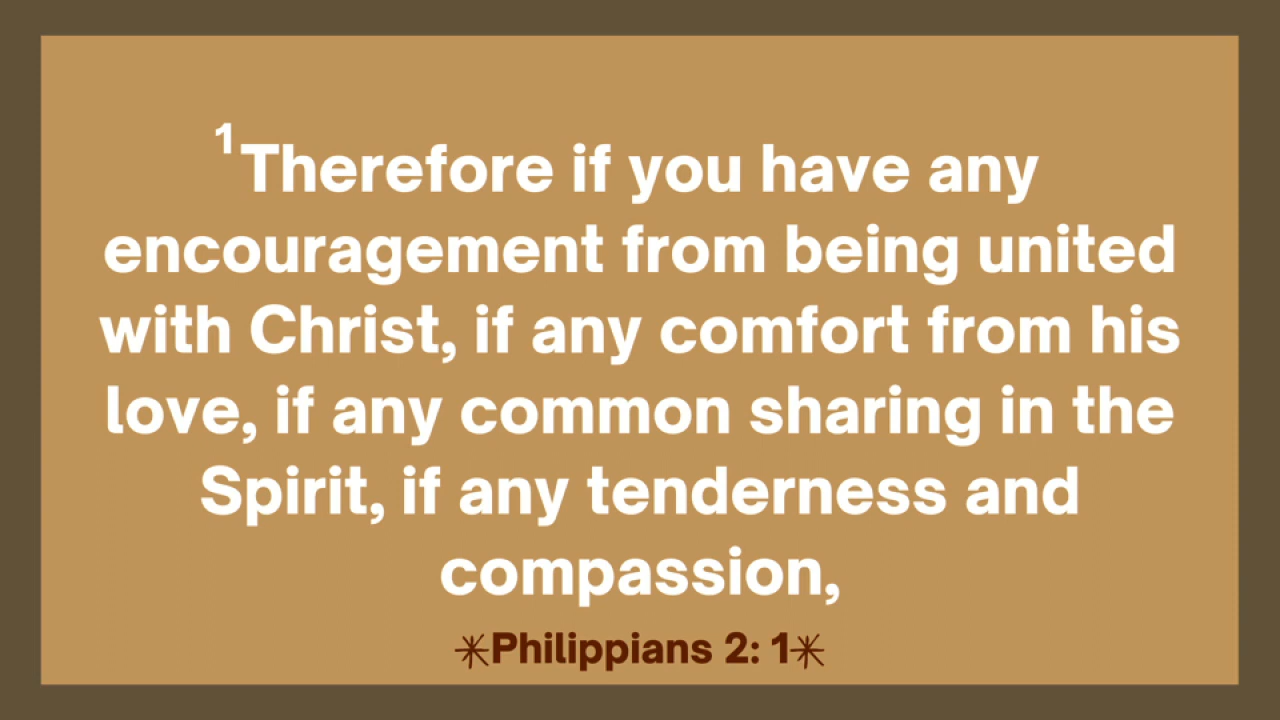 ¹Therefore if you have any
encouragement from being united
with Christ, if any comfort from his
love, if any common sharing in the
Spirit, if any tenderness and
compassion,
✳Philippians 2: 1✳